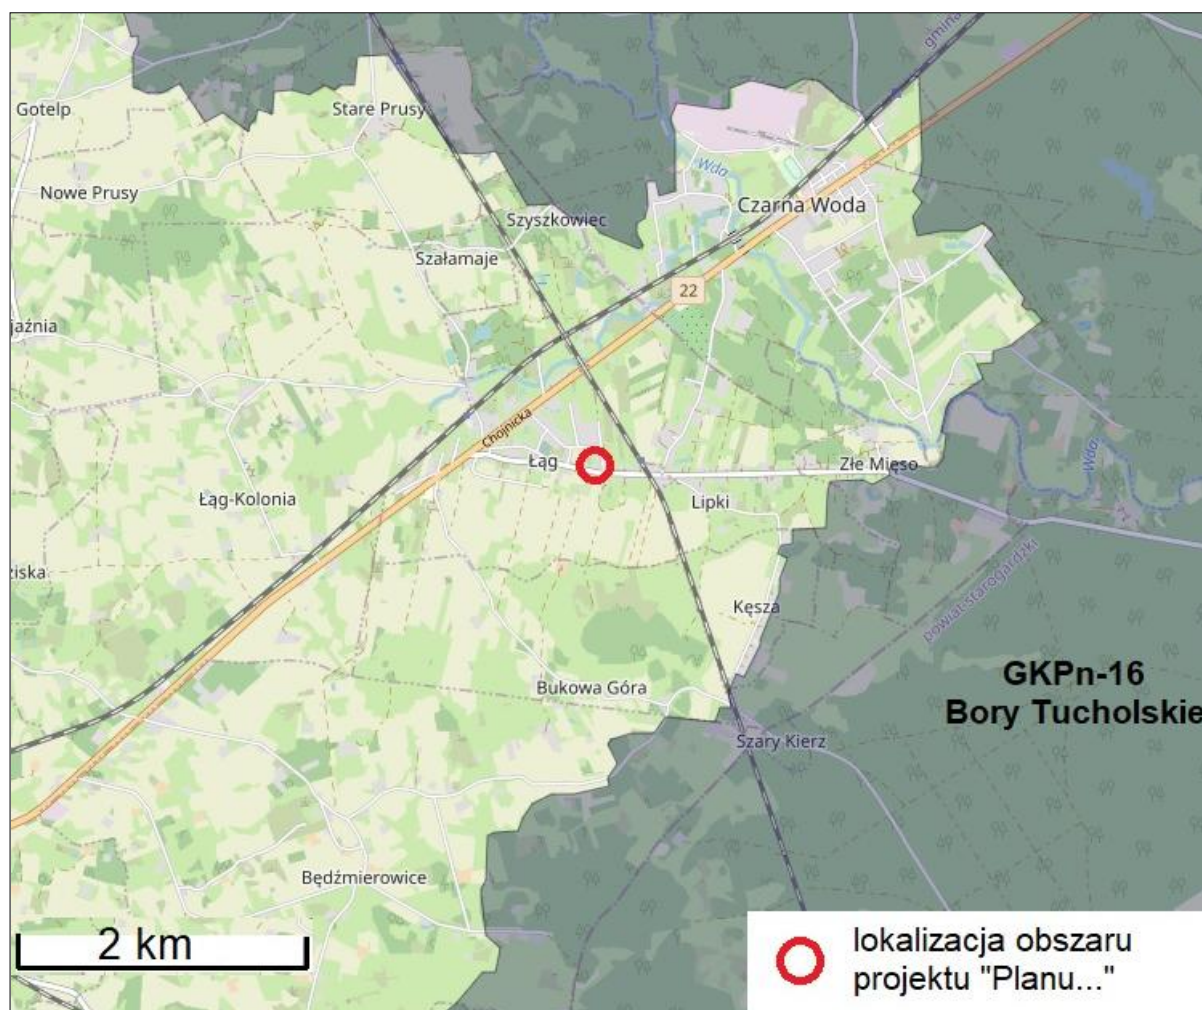 gmina
Gotelp
Stare Prusy
Wda
Nowe Prusy
Czarna Woda
Szyszkowiec
Szałamaje
22
jaźnia
Chojnicka
Łąg
Złe Mięso
Wda
Łąg-Kolonia
Lipki
ziska
powiat starogardzki
Kęsza
GKPn-16
Bory Tucholskie
Bukowa Góra
Szary Kierz
Będźmierowice
2 km
lokalizacja obszaru
projektu "Planu..."